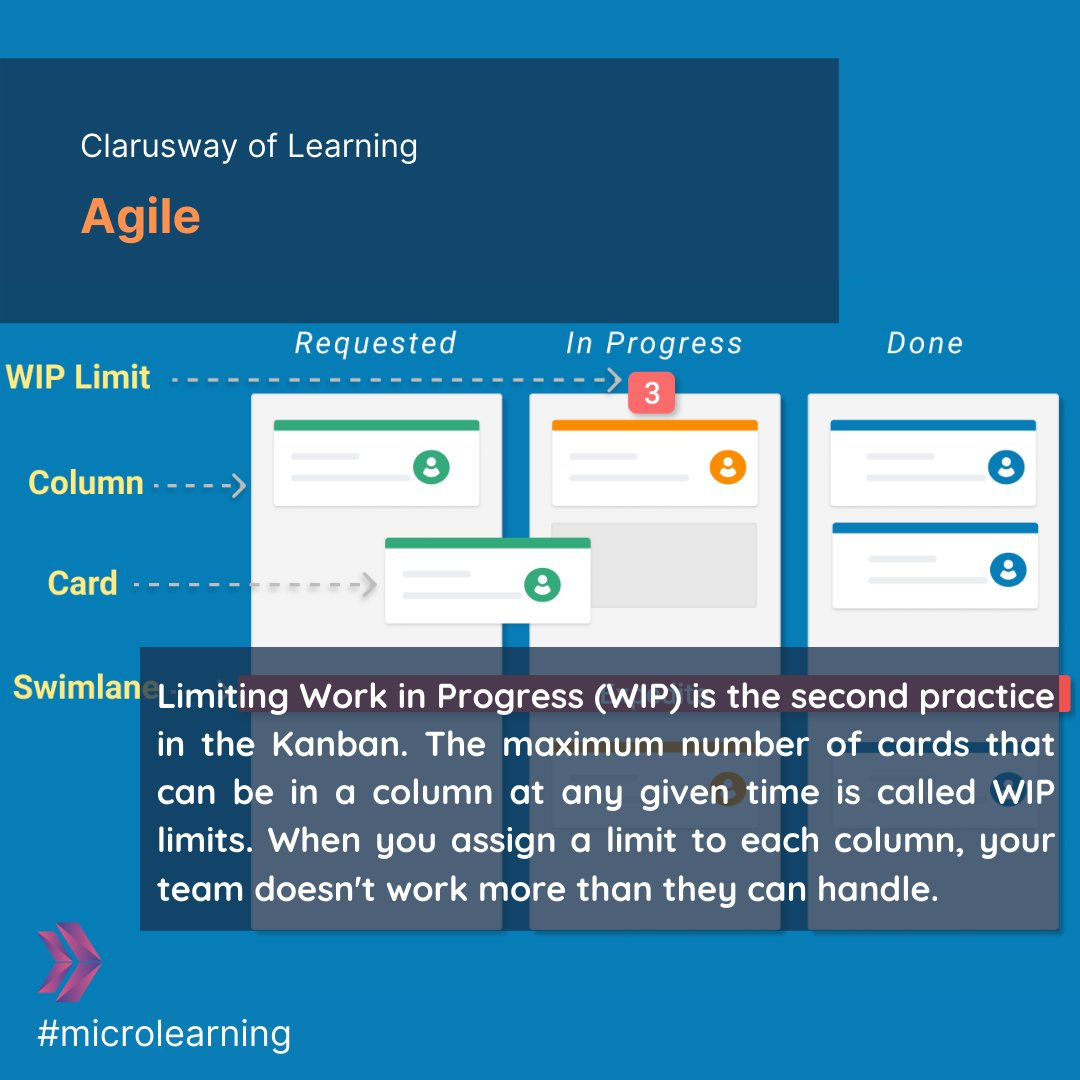 Clarusway of Learning
Agile
Requested
In Progress
Done
WIP Limit
3
Column
Card
Swimlane
Limiting Work in Progress (WIP) is the second practice
in the Kanban. The maximum number of cards that
can be in a column at any given time is called WIP
limits. When you assign a limit to each column, your
team doesn't work more than they can handle.
#microlearning